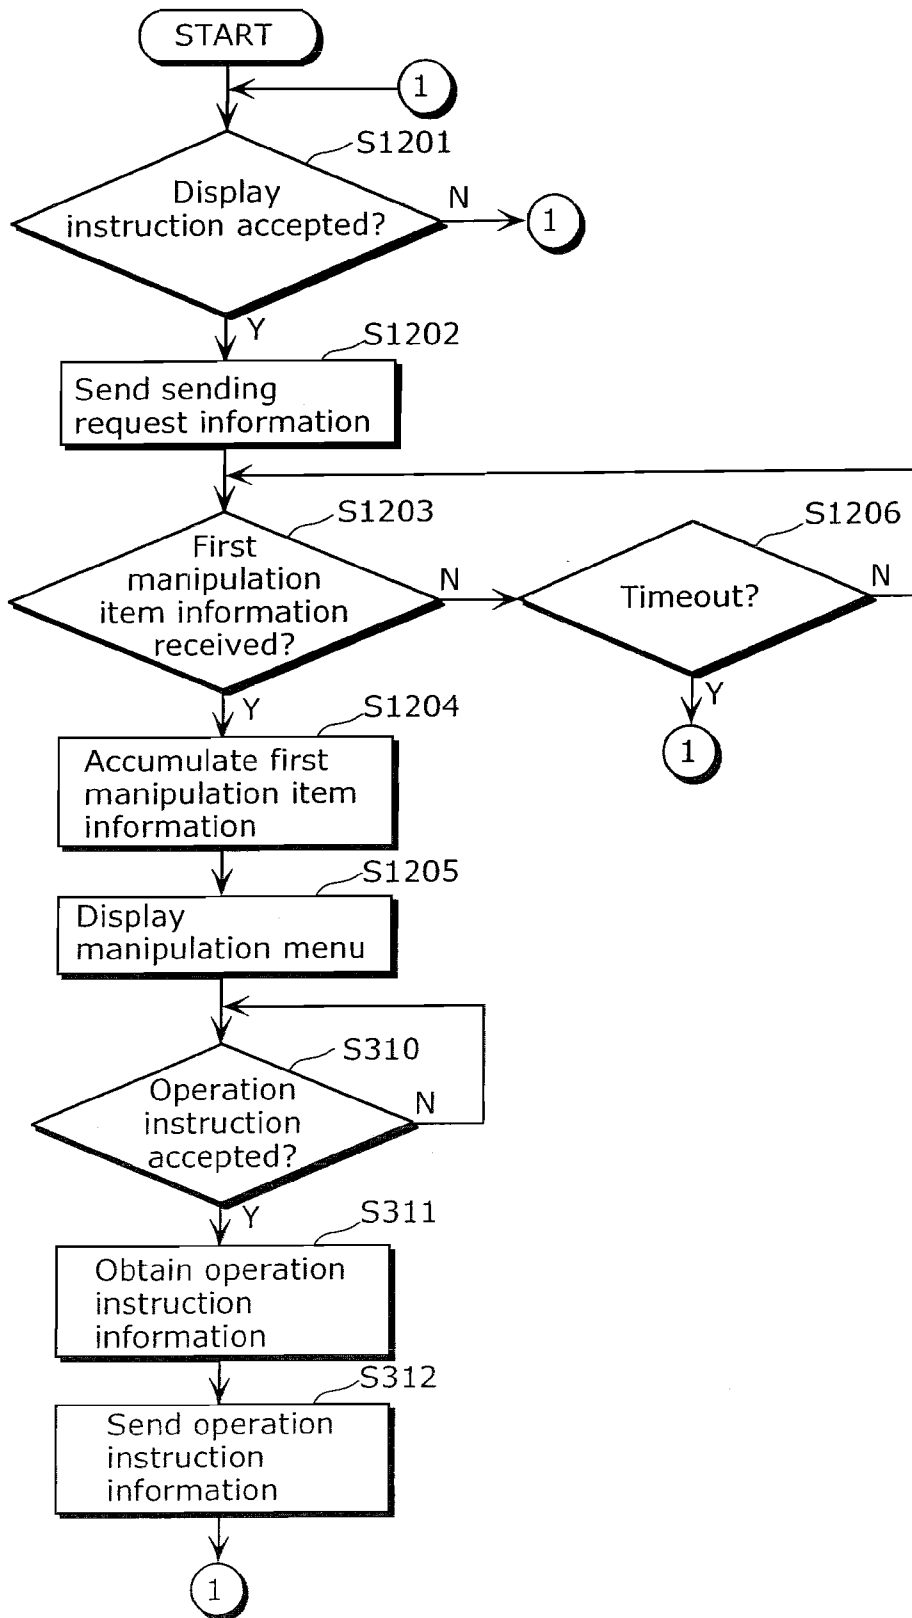 START
1
S1201
Display
instruction accepted?
N
1
Y
S1202
Send sending
request information
S1203
First
manipulation
item information
received?
N
S1206
Timeout?
N
Y
1
Y
S1204
Accumulate first
manipulation item
information
S1205
Display
manipulation menu
S310
Operation
instruction
accepted?
N
Y
S311
Obtain operation
instruction
information
S312
Send operation
instruction
information
1